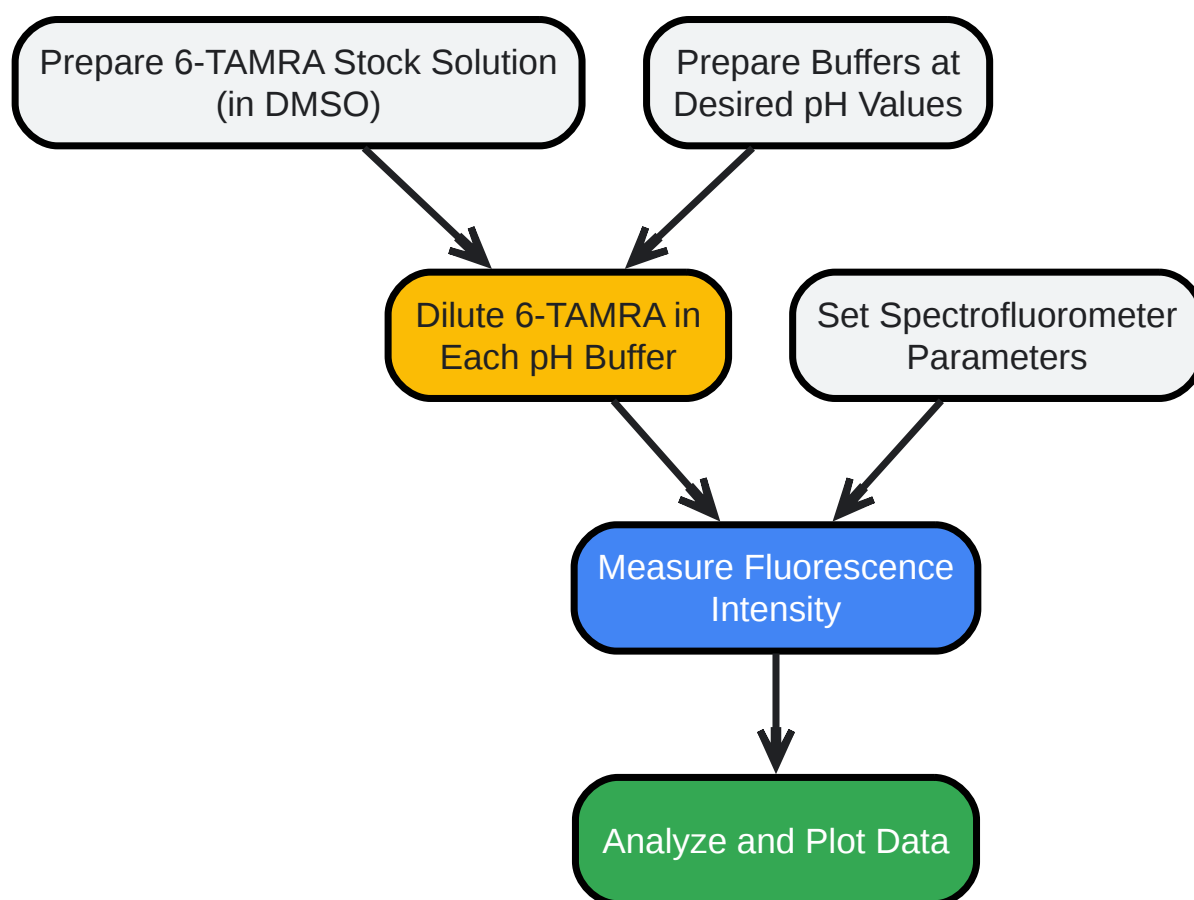 Prepare 6-TAMRA Stock Solution
(in DMSO)
Prepare Buffers at
Desired pH Values
Dilute 6-TAMRA in
Each pH Buffer
Set Spectrofluorometer
Parameters
Measure Fluorescence
Intensity
Analyze and Plot Data